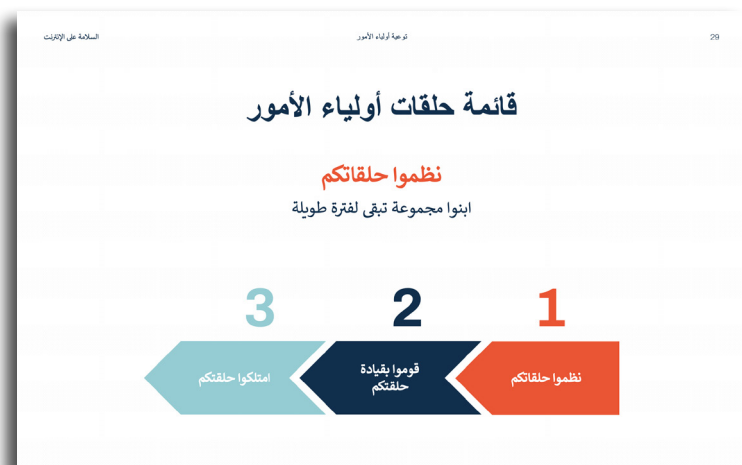 السلامة على الإنترنت
توعية أولياء الأمور
29
قائمة حلقات أولياء الأمور
نظموا حلقاتكم
ابنوا مجموعة تبقى لفترة طويلة
1
2
3
نظموا حلقاتكم
قوموا بقيادة
حلقتكم
امتلكوا حلقتكم